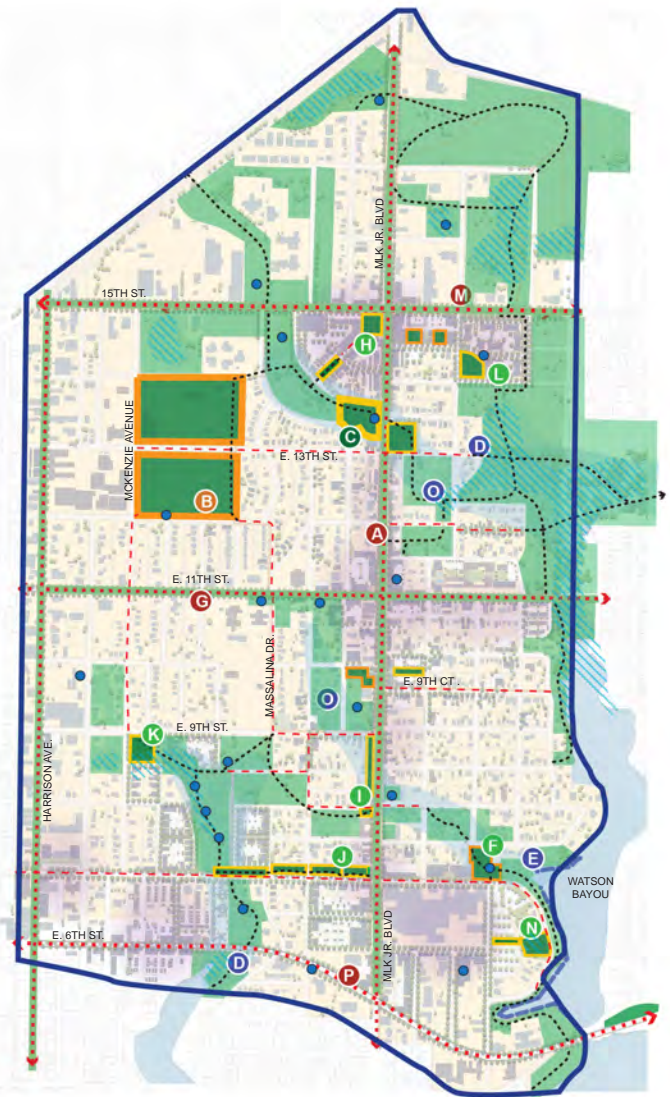 MLK JR. BLVD
15TH ST.
M
H
L
MCKENZIE AVENUE
C
E. 13TH ST.
D
B
O
A
E. 11TH ST.
G
MASSALINA DR.
E. 9TH CT .
O
E. 9TH ST.
K
HARRISON AVE.
I
J
F
E
WATSON
BAYOU
MLK JR. BLVD
N
E. 6TH ST.
D
P